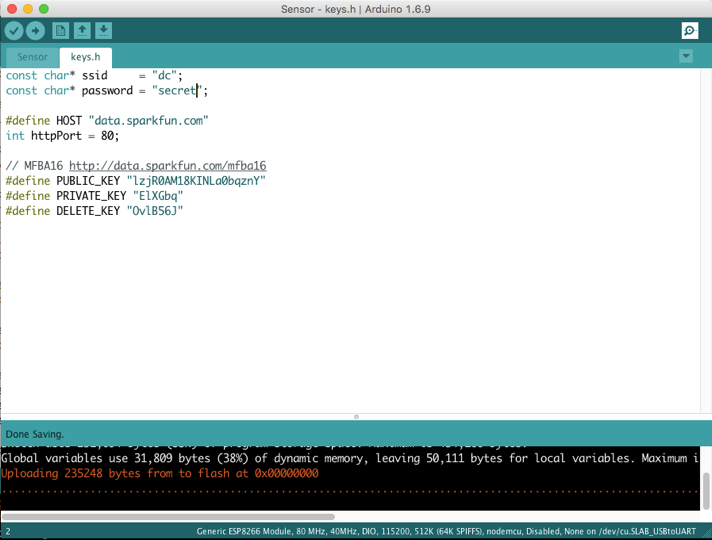 Sensor - keys.h | Arduino 1.6.9
Sensor keys.h
const char* ssid     = "dc";
const char* password = "secret";
#define HOST "data.sparkfun.com"
int httpPort = 80;
// MFBA16 http://data.sparkfun.com/mfba16
#define PUBLIC_KEY "lzjR0AM18KINLa0bqznY"
#define PRIVATE_KEY "ElXGbq"
#define DELETE_KEY "OvlB56J"
Done Saving.
Global variables use 31,809 bytes (38%) of dynamic memory, leaving 50,111 bytes for local variables. Maximum i
Uploading 235248 bytes from to flash at 0x00000000
2 Generic ESP8266 Module, 80 MHz, 40MHz, DIO, 115200, 512K (64K SPIFFS), nodemcu, Disabled, None on /dev/cu.SLAB_USBtoUART